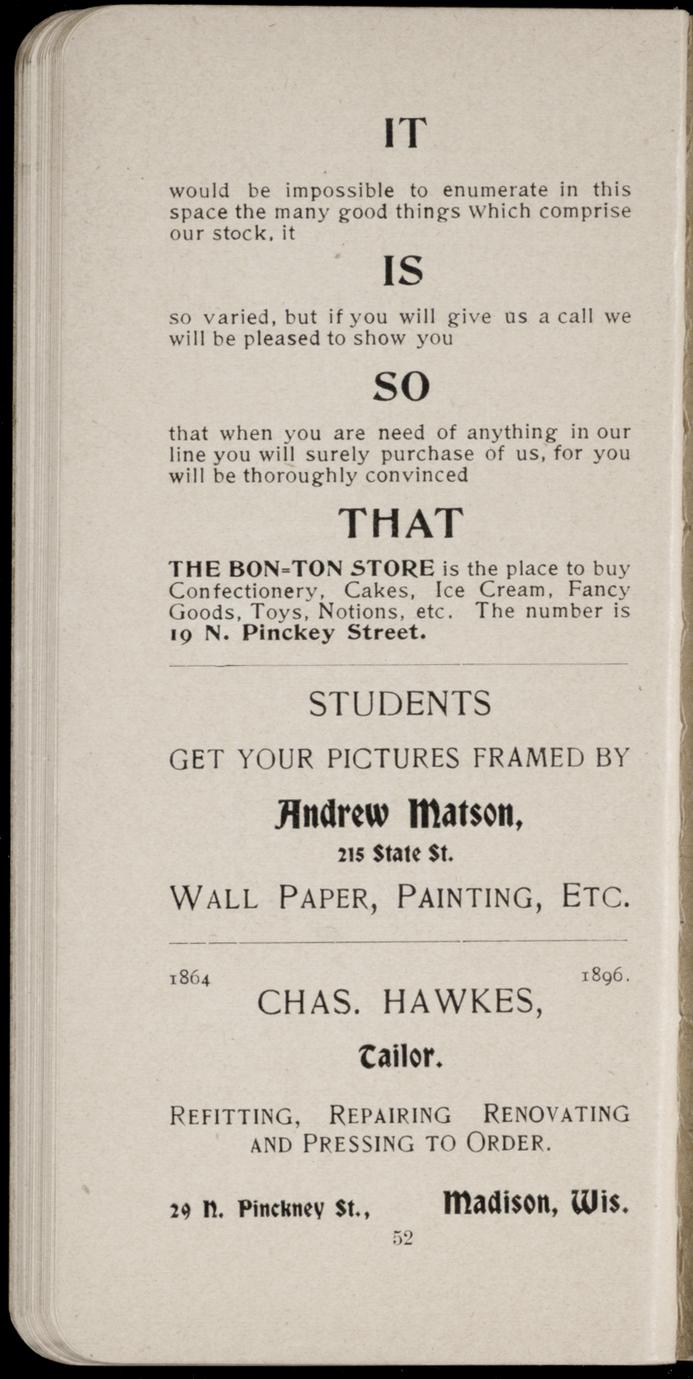 IT
would be impossible to enumerate in this
space the many good things which comprise
our stock, it
IS
so varied, but if you will give us a call we
will be pleased to show you
SO
that when you are need of anything in our
line you will surely purchase of us, for you
will be thoroughly convinced
THAT
THE BON-TON STORE is the place to buy
Confectionery, Cakes, Ice Cream, Fancy
Goods, Toys, Notions, etc. The number is
19 N. Pinckey Street.
STUDENTS
GET YOUR PICTURES FRAMED BY
Andrew Matson,
215 State St.
WALL PAPER, PAINTING, ETC.
1864 1896.
CHAS. HAWKES,
Tailor.
REFITTING, REPAIRING RENOVATING
AND PRESSING TO ORDER.
29 N. Pinckney St., Madison, Wis.
52